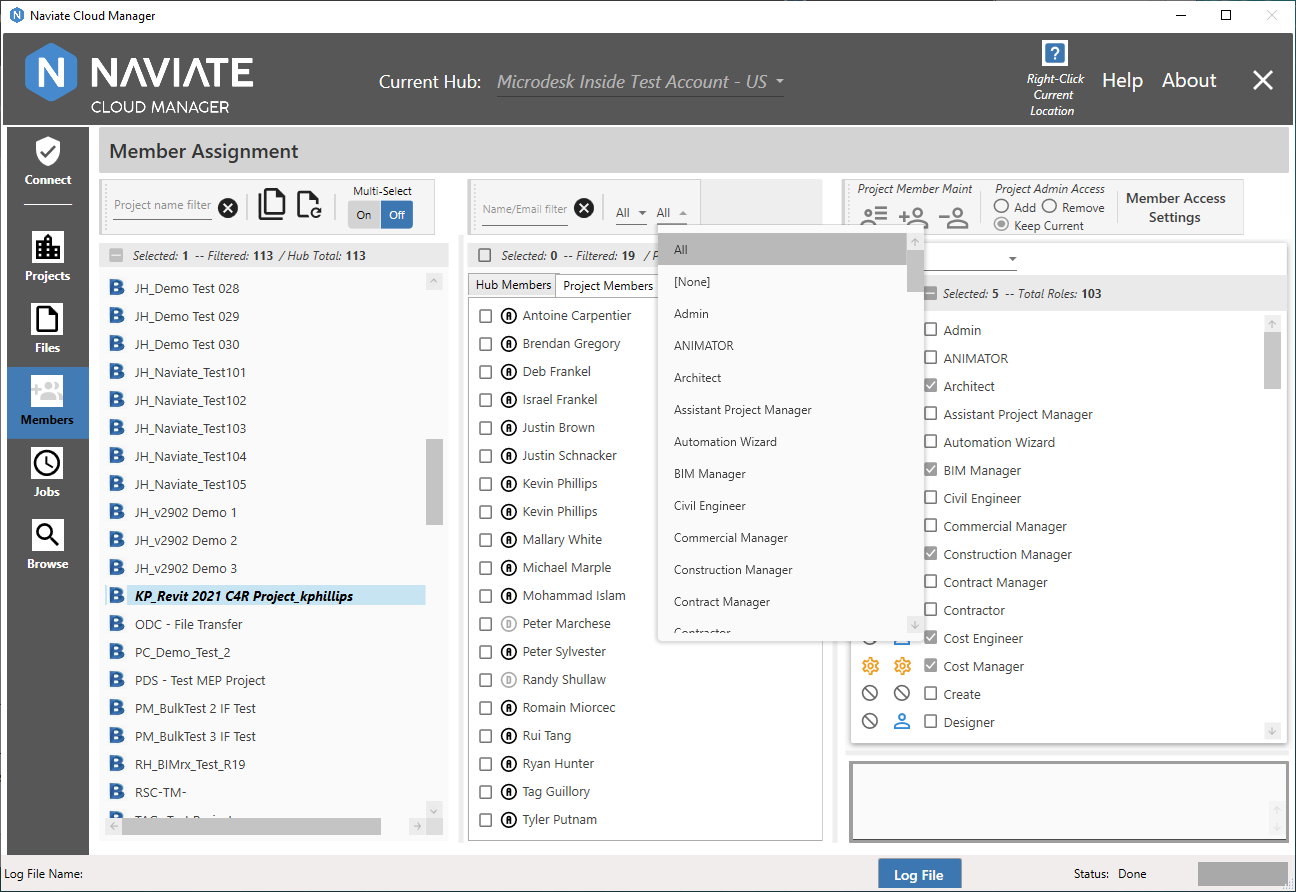 Naviate Cloud Manager
NAVIATE
CLOUD MANAGER
Current Hub: Microdesk Inside Test Account - US
?
Right-Click
Current
Location
Help
About
Member Assignment
Connect
Projects
Files
Members
Jobs
Browse
Project name filter
Multi-Select
On Off
Selected: 1 -- Filtered: 113 / Hub Total: 113
JH_Demo Test 028
JH_Demo Test 029
JH_Demo Test 030
JH_Naviate_Test101
JH_Naviate_Test102
JH_Naviate_Test103
JH_Naviate_Test104
JH_Naviate_Test105
JH_v2902 Demo 1
JH_v2902 Demo 2
JH_v2902 Demo 3
KP_Revit 2021 C4R Project_kphillips
ODC - File Transfer
PC_Demo_Test_2
PDS - Test MEP Project
PM_BulkTest 2 IF Test
PM_BulkTest 3 IF Test
RH_BIMrx_Test_R19
RSC-TM-
Name/Email filter
All All
Selected: 0 -- Filtered: 19 / P
Hub Members Project Members
Antoine Carpentier
Brendan Gregory
Deb Frankel
Israel Frankel
Justin Brown
Justin Schnacker
Kevin Phillips
Kevin Phillips
Mallary White
Michael Marple
Mohammad Islam
Peter Marchese
Peter Sylvester
Randy Shullaw
Romain Miorcec
Rui Tang
Ryan Hunter
Tag Guillory
Tyler Putnam
All
[None]
Admin
ANIMATOR
Architect
Assistant Project Manager
Automation Wizard
BIM Manager
Civil Engineer
Commercial Manager
Construction Manager
Contract Manager
Contractor
Project Member Maint
Project Admin Access
Add Remove
Keep Current
Member Access
Settings
Selected: 5 -- Total Roles: 103
Admin
ANIMATOR
Architect
Assistant Project Manager
Automation Wizard
BIM Manager
Civil Engineer
Commercial Manager
Construction Manager
Contract Manager
Contractor
Cost Engineer
Cost Manager
Create
Designer
Log File Name:
Log File
Status: Done